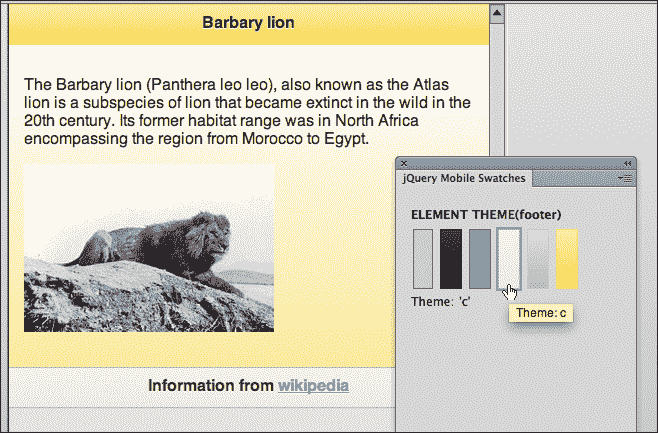 Barbary lion
The Barbary lion (Panthera leo leo), also known as the Atlas
lion is a subspecies of lion that became extinct in the wild in the
20th century. Its former habitat range was in North Africa
encompassing the region from Morocco to Egypt.
Information from wikipedia
jQuery Mobile Swatches
ELEMENT THEME(footer)
Theme: 'c'
Theme: c